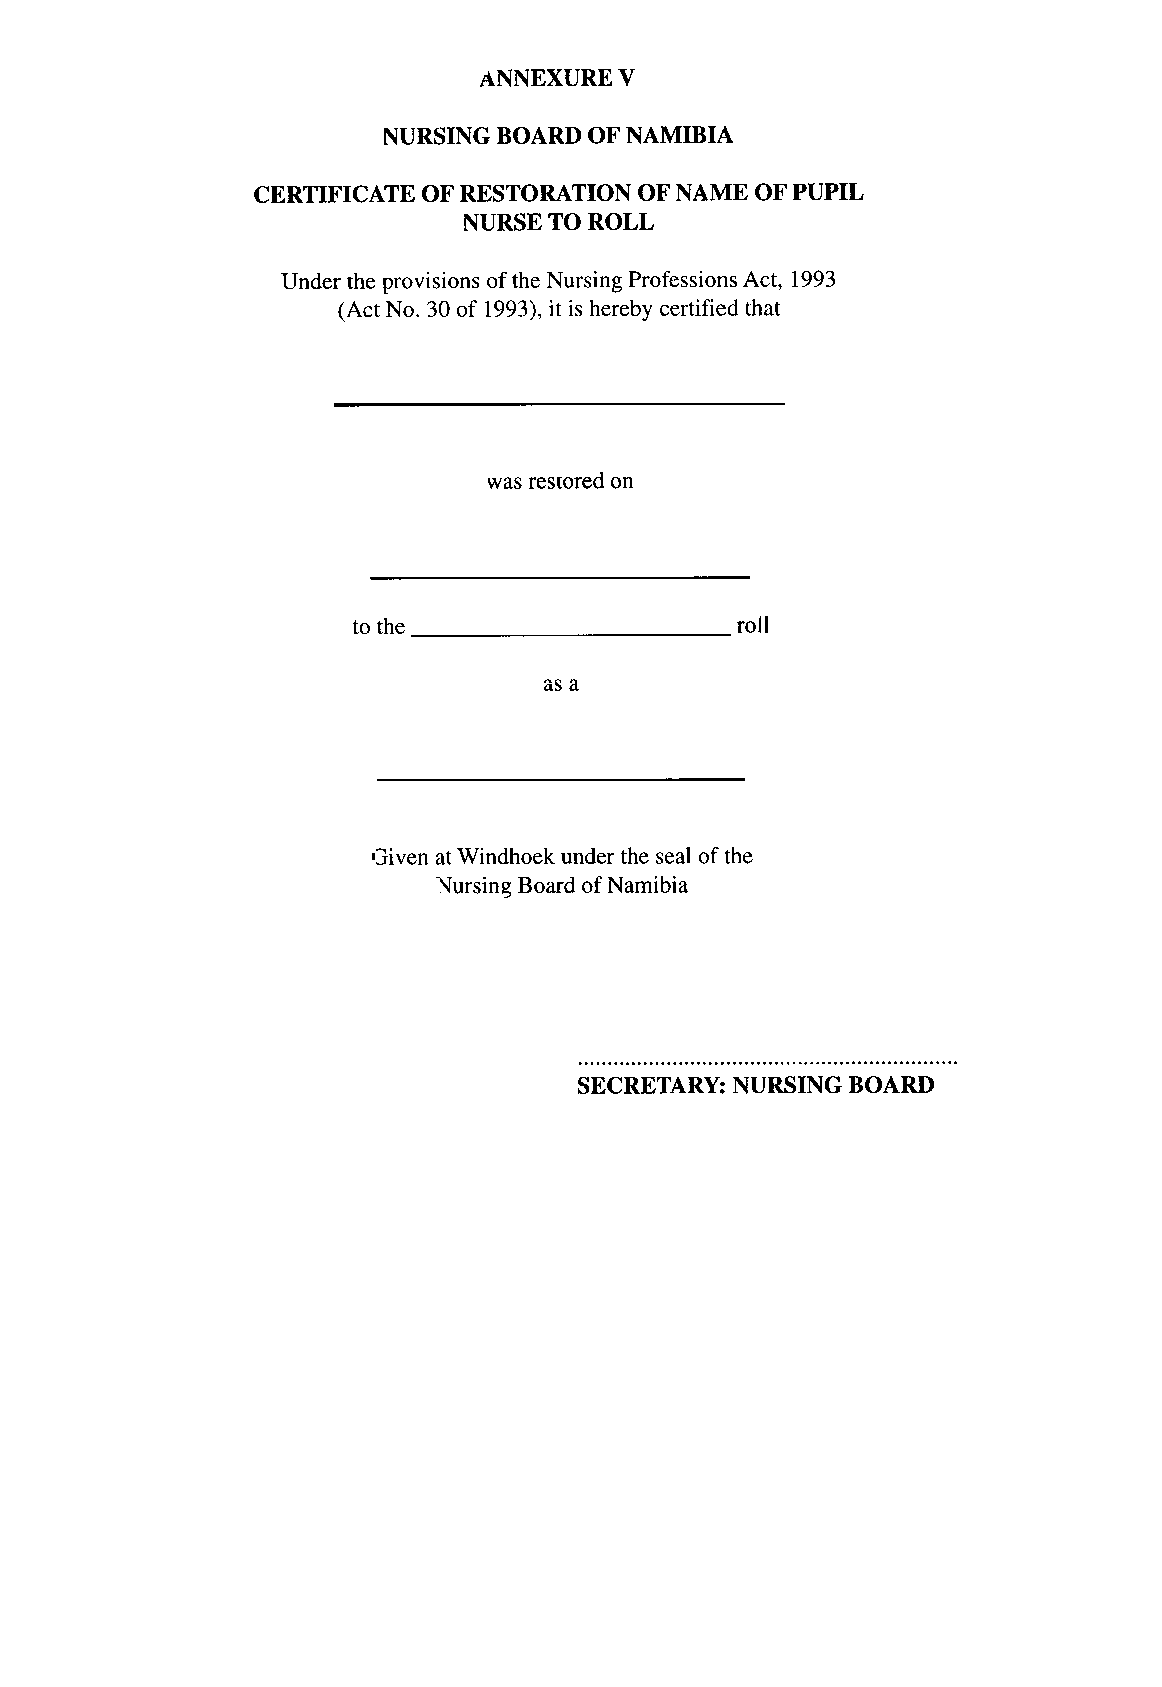 ANNEXURE V
NURSING BOARD OF NAMIBIA
CERTIFICATE OF RESTORATION OF NAME OF PUPIL
NURSE TO ROLL
Under the provisions of the Nursing Professions Act, 1993
(Act No. 30 of 1993), it is hereby certified that
was restored on
to the ____________________________ roll
as a
Given at Windhoek under the seal of the
Nursing Board of Namibia
SECRETARY: NURSING BOARD